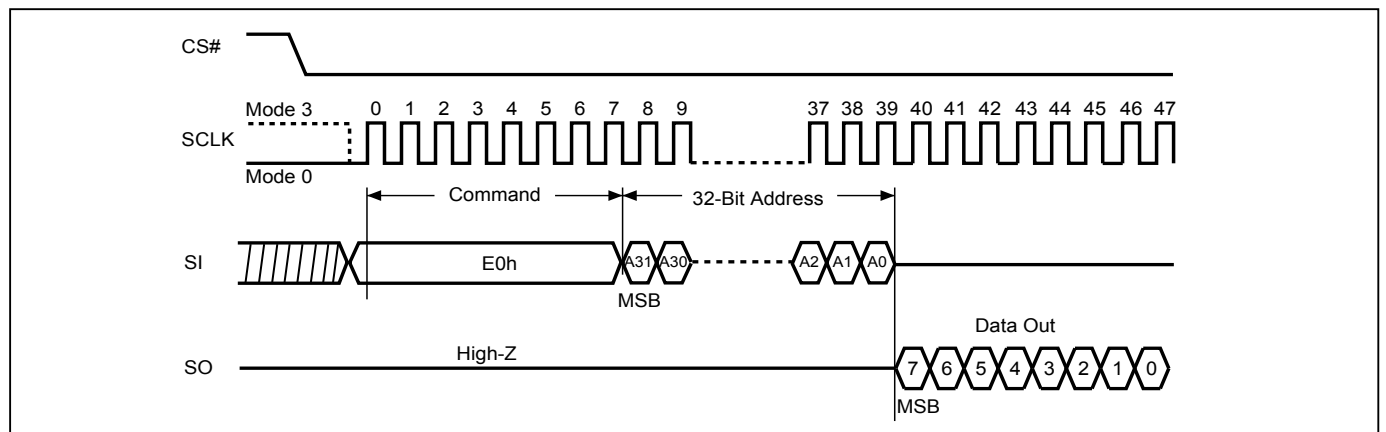 CS#
Mode 3
0 1 2 3 4 5 6 7 8 9 37 38 39 40 41 42 43 44 45 46 47
SCLK
Mode 0
Command
32-Bit Address
SI
E0h
A31 A30 A2 A1 A0
MSB
Data Out
High-Z
SO
7 6 5 4 3 2 1 0
MSB